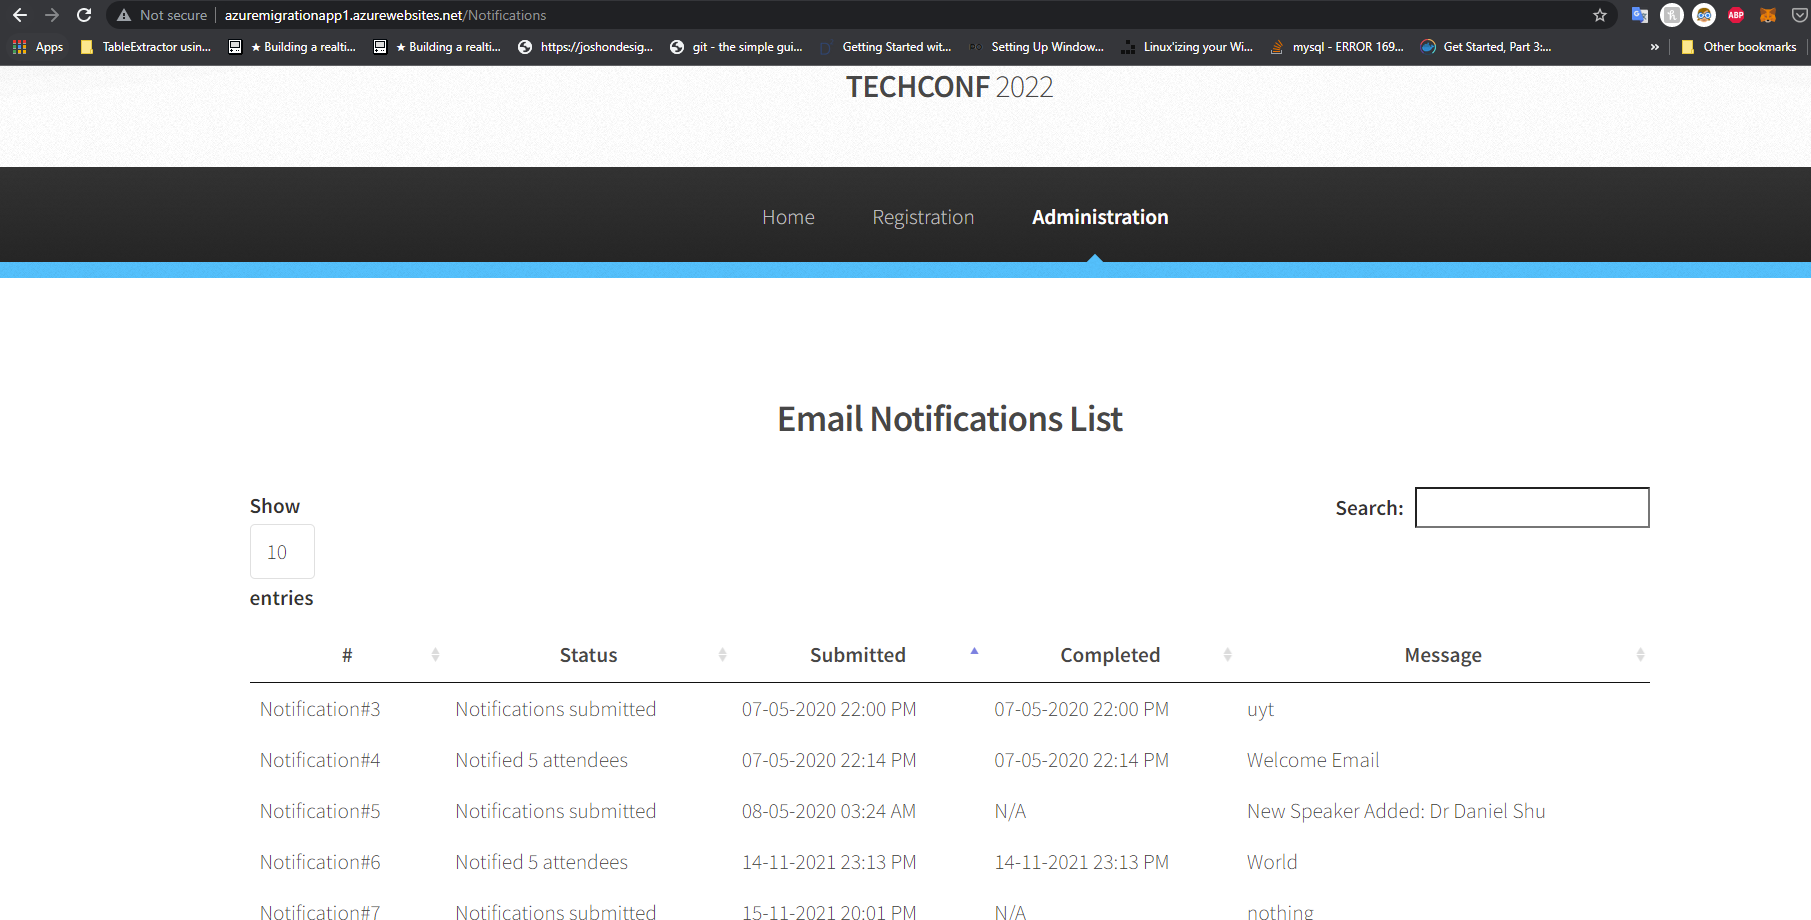 Not secure azuremigrationapp1.azurewebsites.net/Notifications ABP
Apps TableExtractor usin... ★ Building a realti... ★ Building a realti... https://joshondesig... git - the simple gui... Getting Started wit... Setting Up Window... Linux'izing your Wi... mysql - ERROR 169... Get Started, Part 3:... » Other bookmarks
TECHCONF 2022
Home Registration Administration
Email Notifications List
Show
Search:
10
entries
# Status Submitted Completed Message
Notification#3 Notifications submitted 07-05-2020 22:00 PM 07-05-2020 22:00 PM uyt
Notification#4 Notified 5 attendees 07-05-2020 22:14 PM 07-05-2020 22:14 PM Welcome Email
Notification#5 Notifications submitted 08-05-2020 03:24 AM N/A New Speaker Added: Dr Daniel Shu
Notification#6 Notified 5 attendees 14-11-2021 23:13 PM 14-11-2021 23:13 PM World
Notification#7 Notifications submitted 15-11-2021 20:01 PM N/A nothing